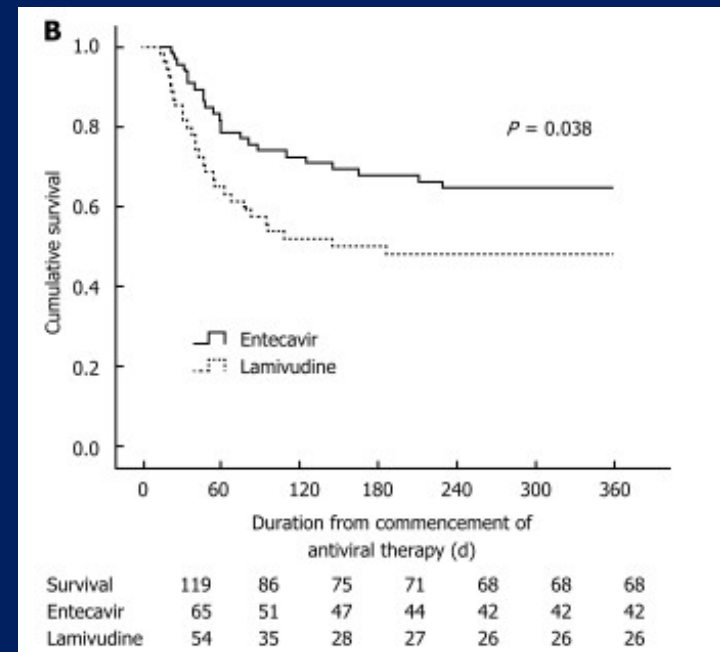 B
1.0
0.8
0.6
0.4
0.2
0.0
Cumulative survival
P = 0.038
Entecavir
Lamivudine
0 60 120 180 240 300 360
Duration from commencement of
antiviral therapy (d)
Survival 119 86 75 71 68 68 68
Entecavir 65 51 47 44 42 42 42
Lamivudine 54 35 28 27 26 26 26